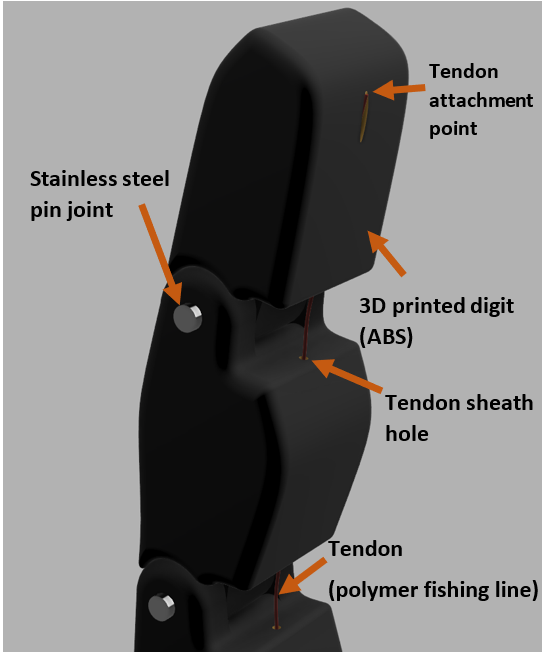 Tendon
attachment
point
Stainless steel
pin joint
3D printed digit
(ABS)
Tendon sheath
hole
Tendon
(polymer fishing line)